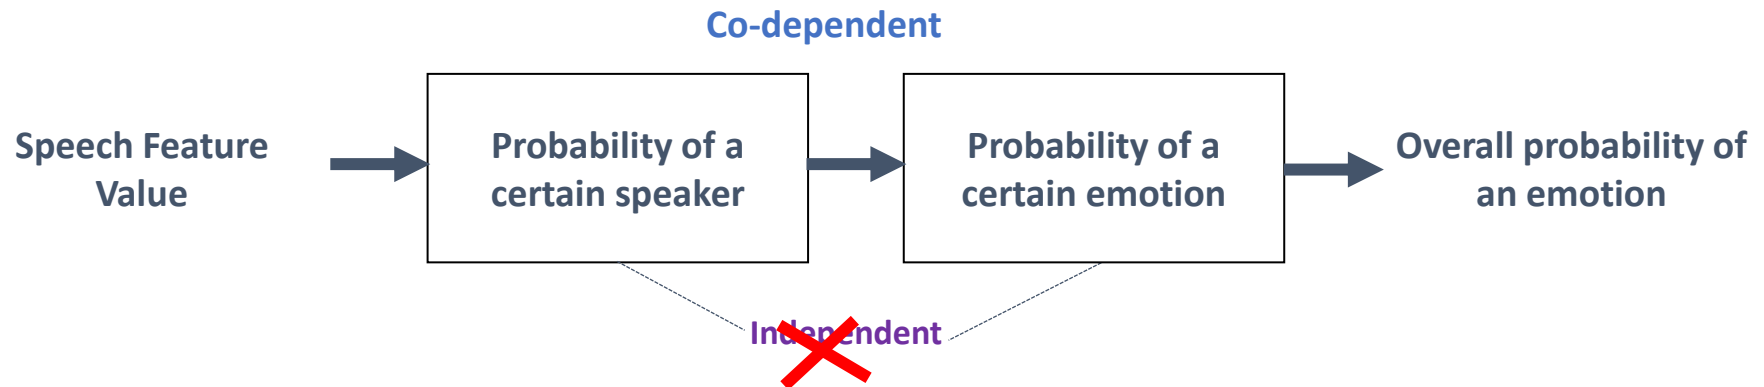 Co-dependent
Speech Feature
Value
Probability of a
certain speaker
Probability of a
certain emotion
Overall probability of
an emotion
Independent